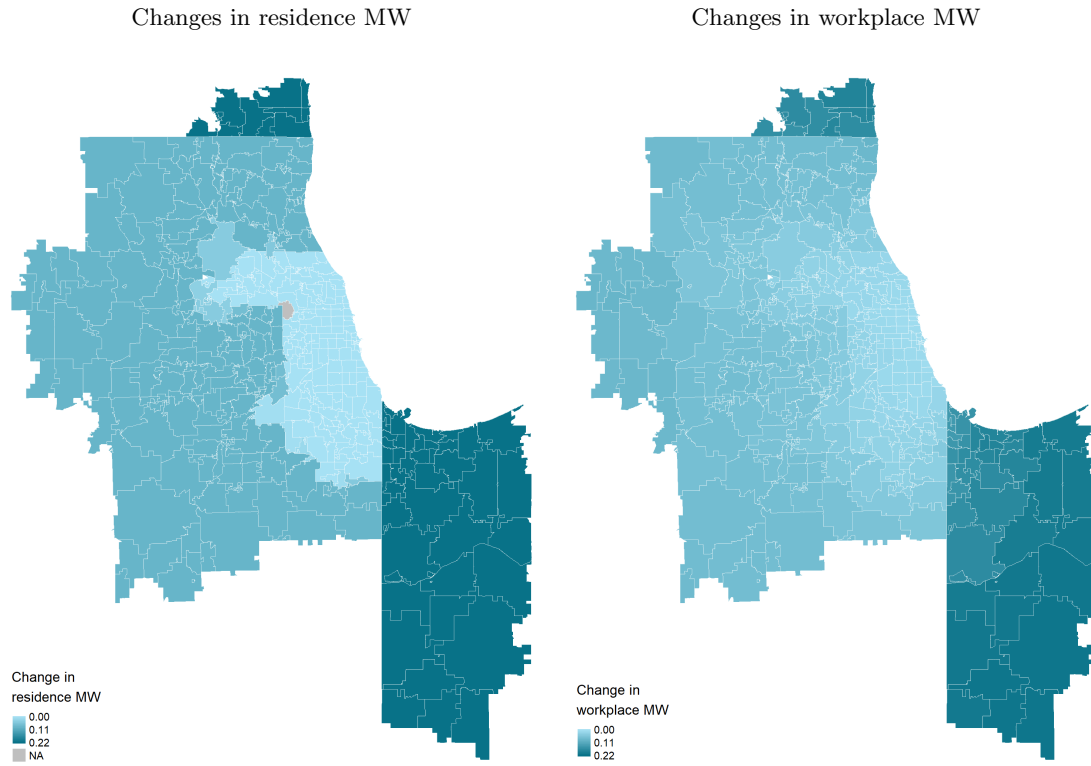 Changes in residence MW
Changes in workplace MW
Change in
residence MW
0.00
0.11
0.22
NA
Change in
workplace MW
0.00
0.11
0.22